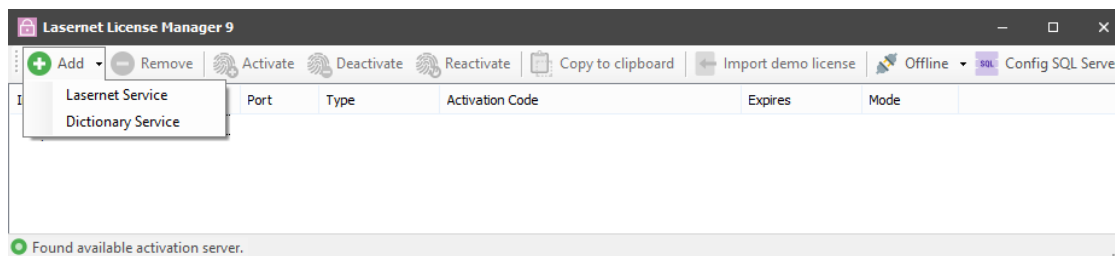 Lasernet License Manager 9
Add Remove Activate Deactivate Reactivate Copy to clipboard Import demo license Offline SQL Config SQL Serve
Port Type Activation Code Expires Mode
Lasernet Service
Dictionary Service
Found available activation server.